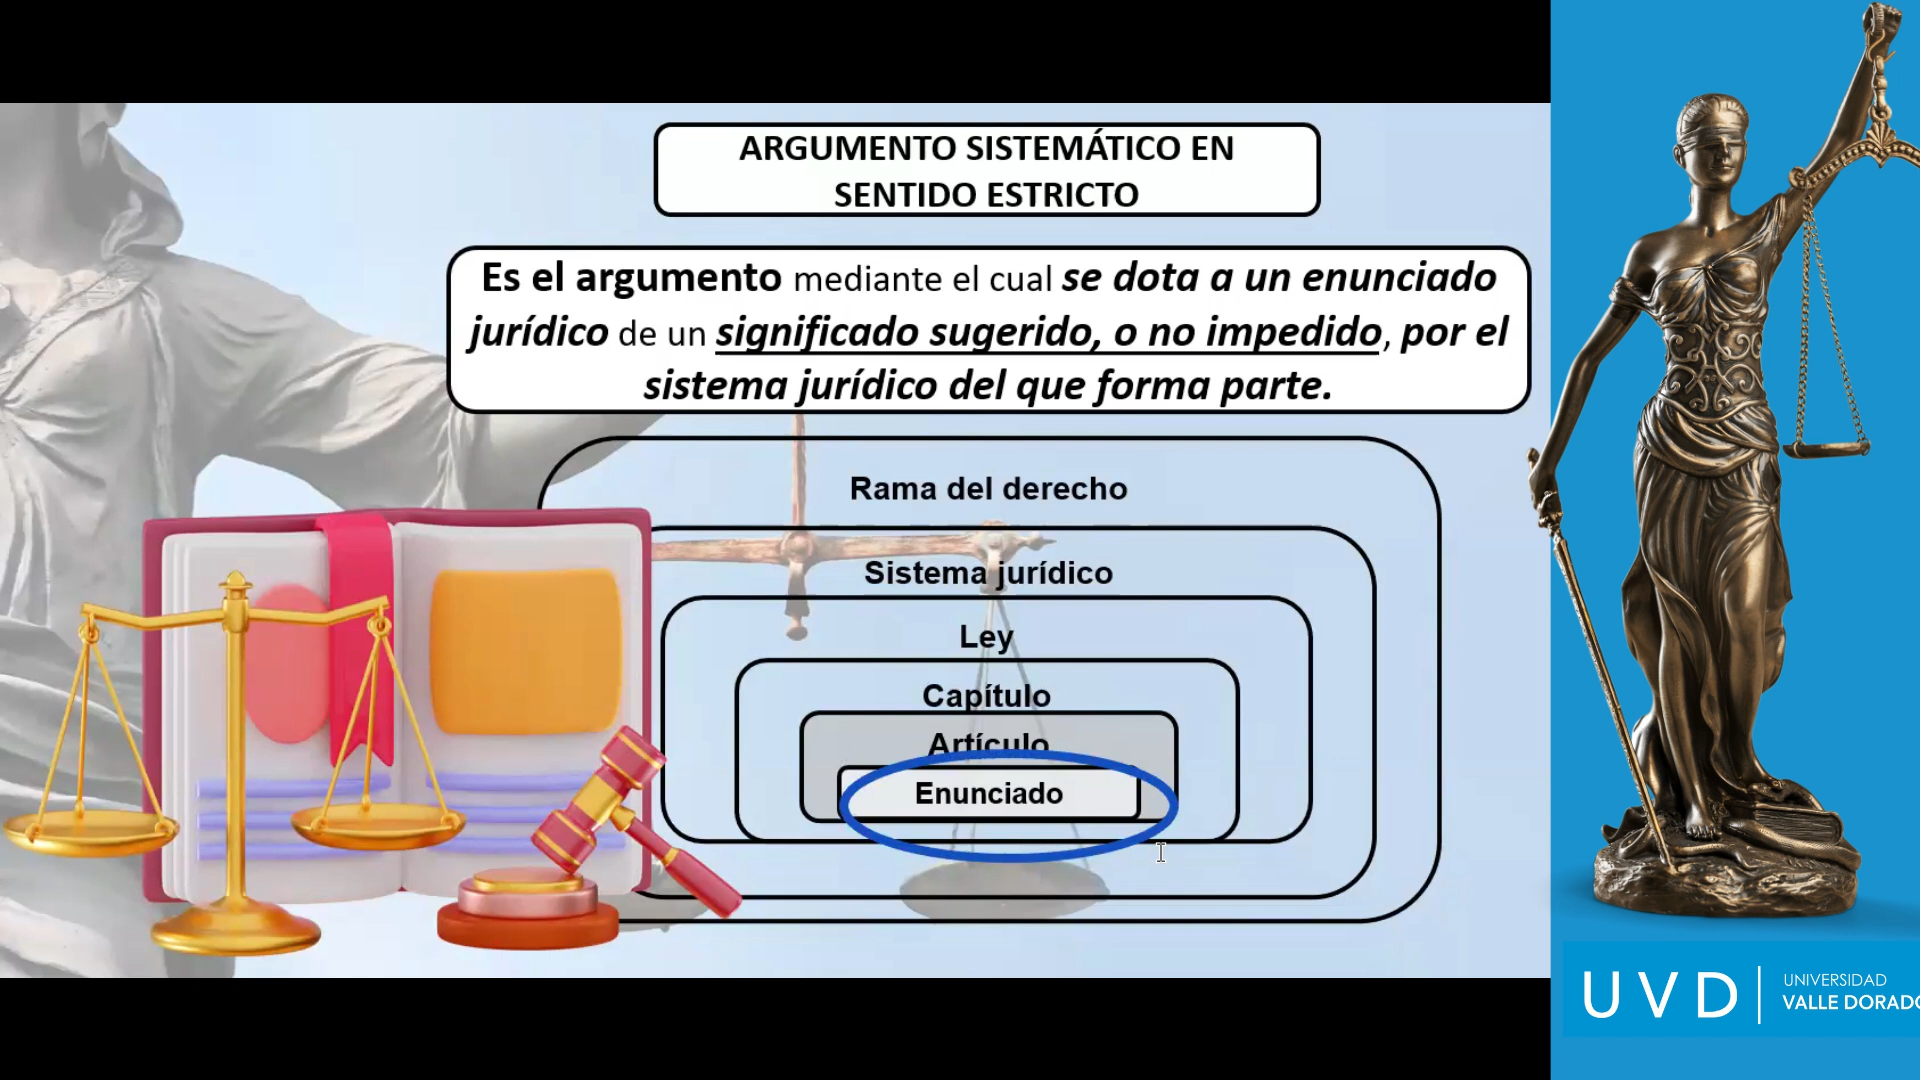 ARGUMENTO SISTEMÁTICO EN
SENTIDO ESTRICTO
Es el argumento mediante el cual se dota a un enunciado
jurídico de un significado sugerido, o no impedido, por el
sistema jurídico del que forma parte.
Rama del derecho
Sistema jurídico
Ley
Capítulo
Artículo
Enunciado
UVD
UNIVERSIDAD
VALLE DORADO